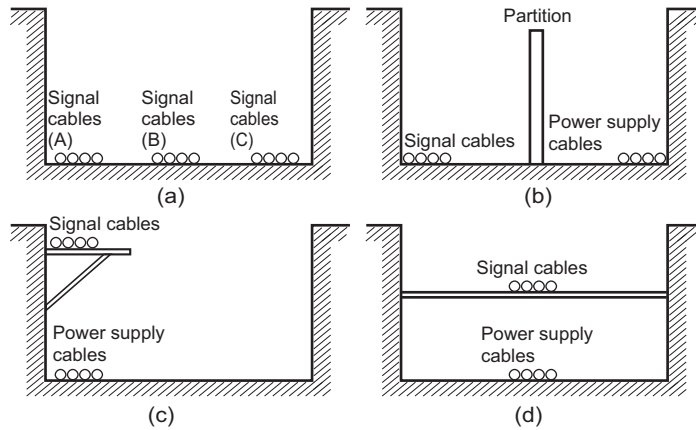 Signal
cables
(A)
Signal
cables
(B)
Signal
cables
(C)
(a)
Partition
Signal cables
Power supply
cables
(b)
Signal cables
Power supply
cables
(c)
Signal cables
Power supply
cables
(d)